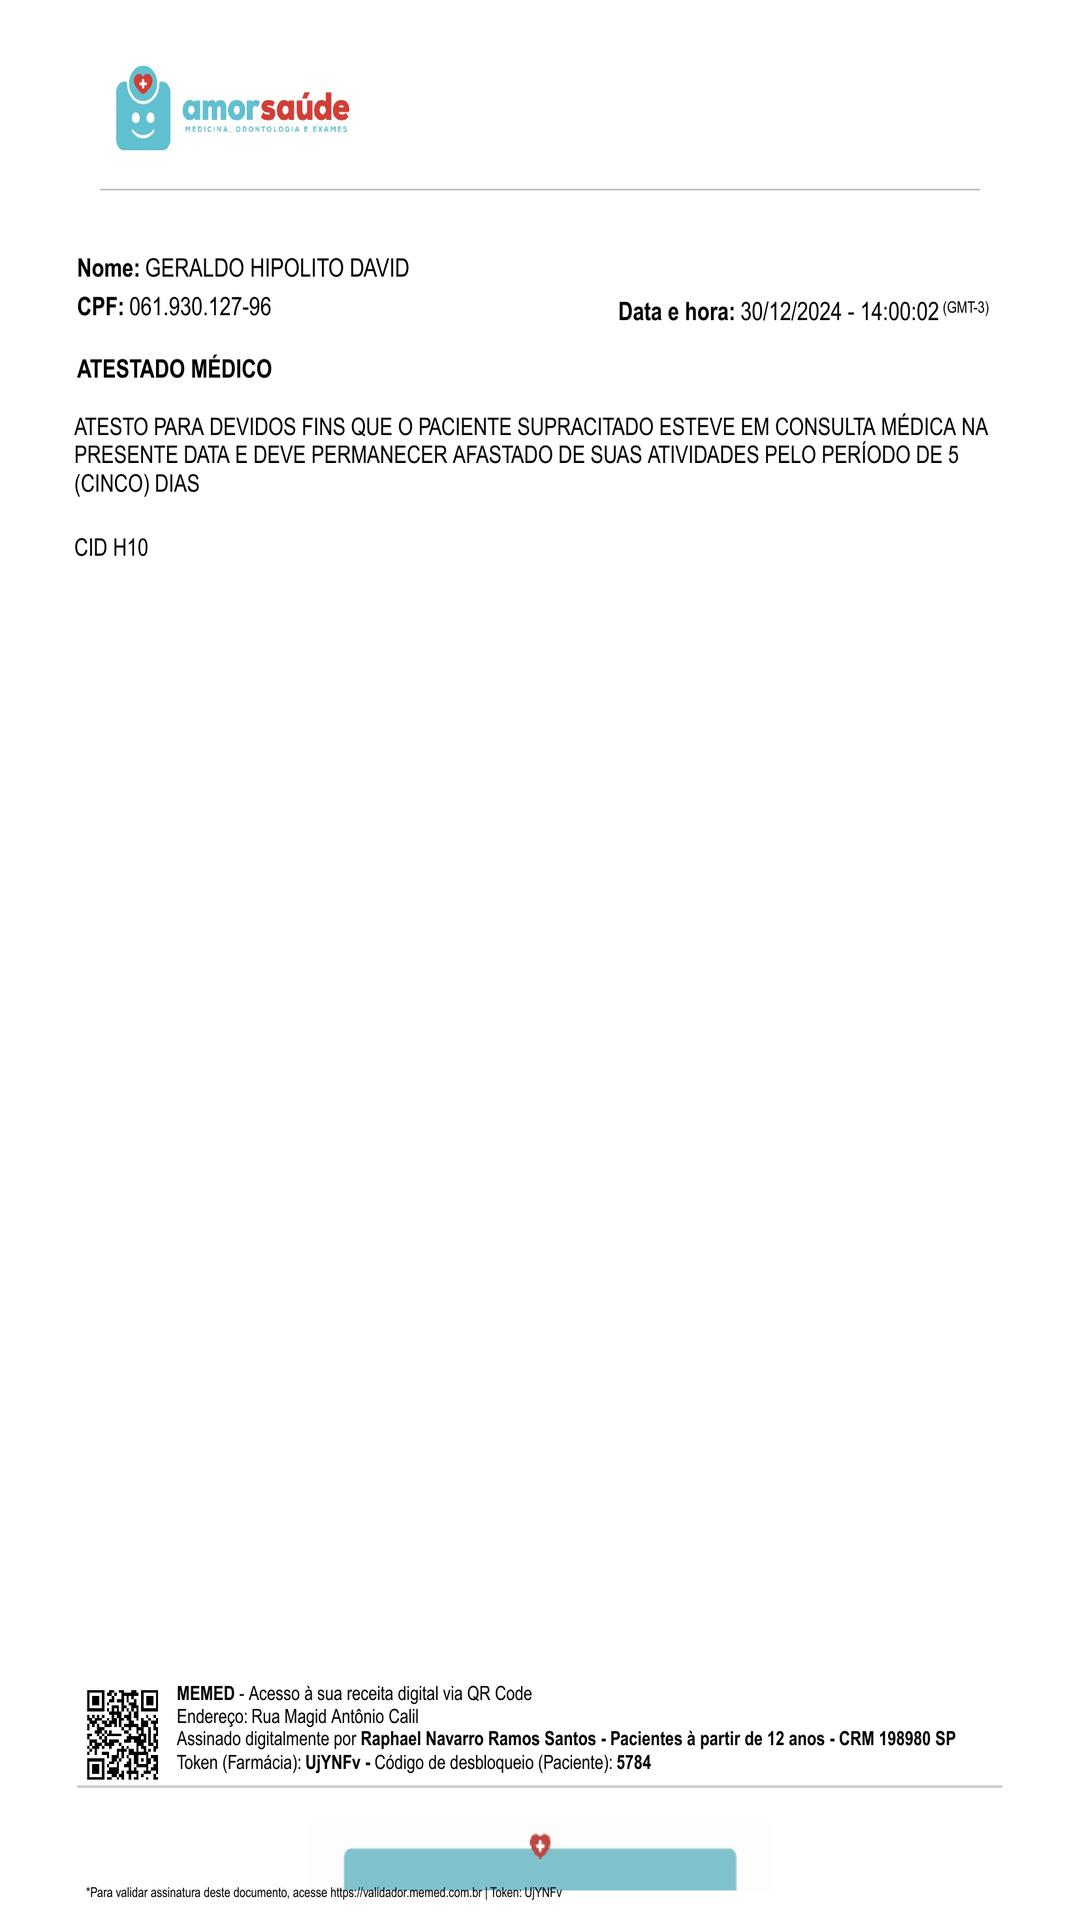 amorsaúde
MEDICINA, ODONTOLOGIA E EXAMES
Nome: GERALDO HIPOLITO DAVID
CPF: 061.930.127-96
Data e hora: 30/12/2024 - 14:00:02 (GMT-3)
ATESTADO MÉDICO
ATESTO PARA DEVIDOS FINS QUE O PACIENTE SUPRACITADO ESTEVE EM CONSULTA MÉDICA NA
PRESENTE DATA E DEVE PERMANECER AFASTADO DE SUAS ATIVIDADES PELO PERÍODO DE 5
(CINCO) DIAS
CID H10
MEMED - Acesso à sua receita digital via QR Code
Endereço: Rua Magid Antônio Calil
Assinado digitalmente por Raphael Navarro Ramos Santos - Pacientes à partir de 12 anos - CRM 198980 SP
Token (Farmácia): UjYNFv - Código de desbloqueio (Paciente): 5784
*Para validar assinatura deste documento, acesse https://validador.memed.com.br | Token: UjYNFv